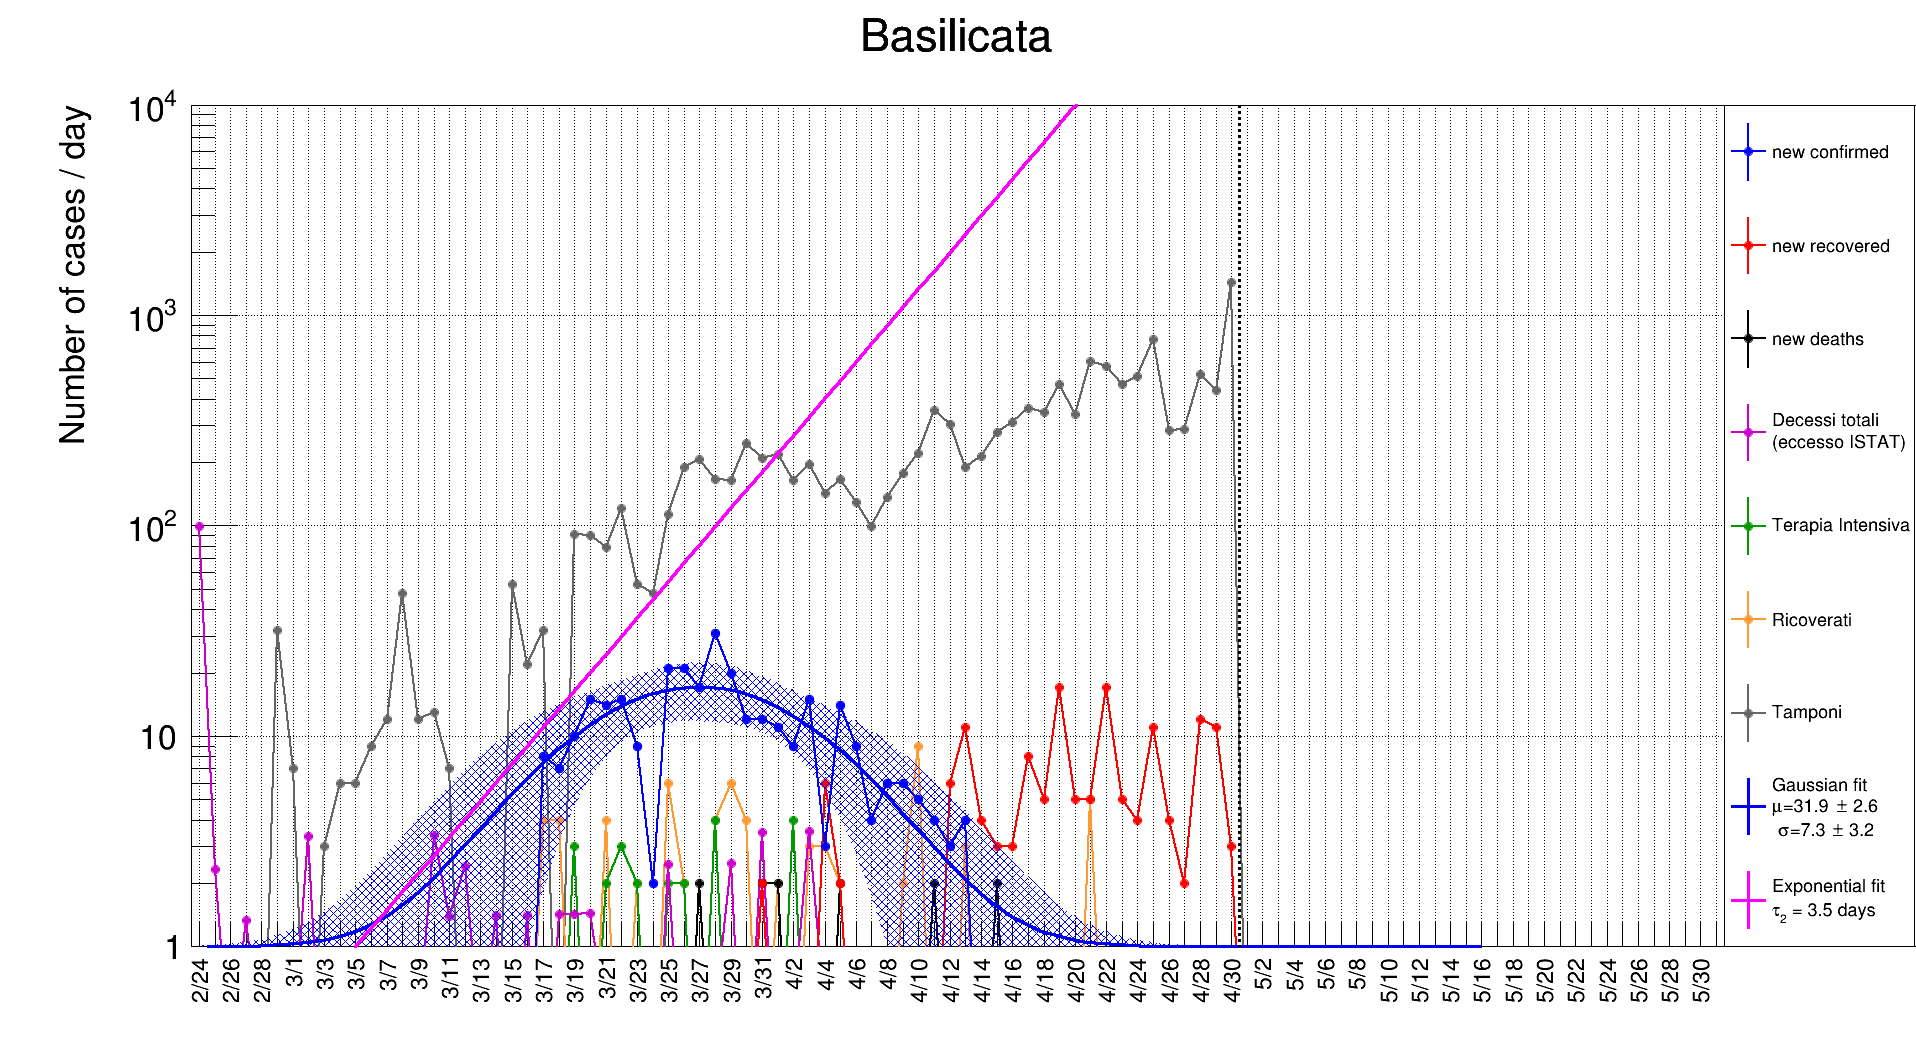 Basilicata
Number of cases / day
10^4
10^3
10^2
10
1
2/24 2/26 2/28 3/1 3/3 3/5 3/7 3/9 3/11 3/13 3/15 3/17 3/19 3/21 3/23 3/25 3/27 3/29 3/31 4/2 4/4 4/6 4/8 4/10 4/12 4/14 4/16 4/18 4/20 4/22 4/24 4/26 4/28 4/30 5/2 5/4 5/6 5/8 5/10 5/12 5/14 5/16 5/18 5/20 5/22 5/24 5/26 5/28 5/30
new confirmed
new recovered
new deaths
Decessi totali
(eccesso ISTAT)
Terapia Intensiva
Ricoverati
Tamponi
Gaussian fit
μ=31.9 ± 2.6
σ=7.3 ± 3.2
Exponential fit
τ₂ = 3.5 days